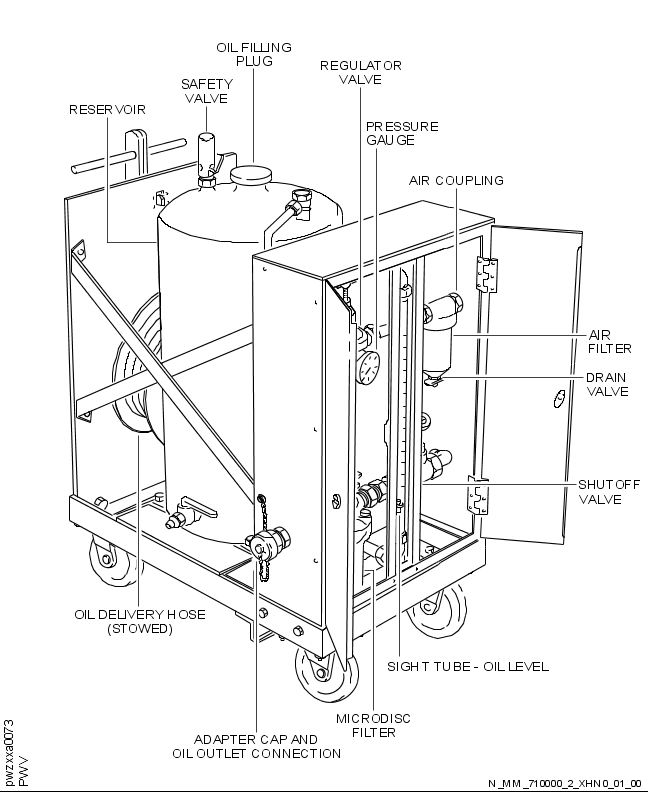 OIL FILLING
PLUG
REGULATOR
VALVE
SAFETY
VALVE
RESERVOIR
PRESSURE
GAUGE
AIR COUPLING
AIR
FILTER
DRAIN
VALVE
SHUTOFF
VALVE
OIL DELIVERY HOSE
(STOWED)
SIGHT TUBE - OIL LEVEL
MICRODISC
FILTER
ADAPTER CAP AND
OIL OUTLET CONNECTION
pwzxxa0073
PWV
N_MM_710000_2_XHN0_01_00